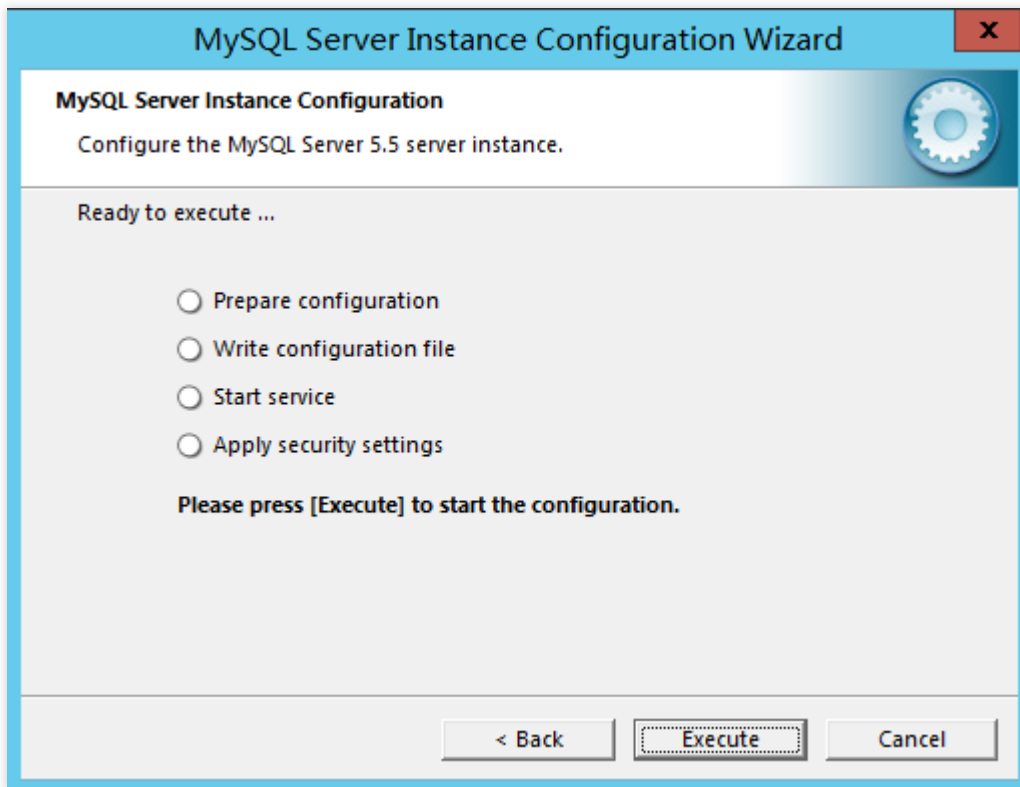 MySQL Server Instance Configuration Wizard
x
MySQL Server Instance Configuration
Configure the MySQL Server 5.5 server instance.
Ready to execute ...
Prepare configuration
Write configuration file
Start service
Apply security settings
Please press [Execute] to start the configuration.
< Back
Execute
Cancel